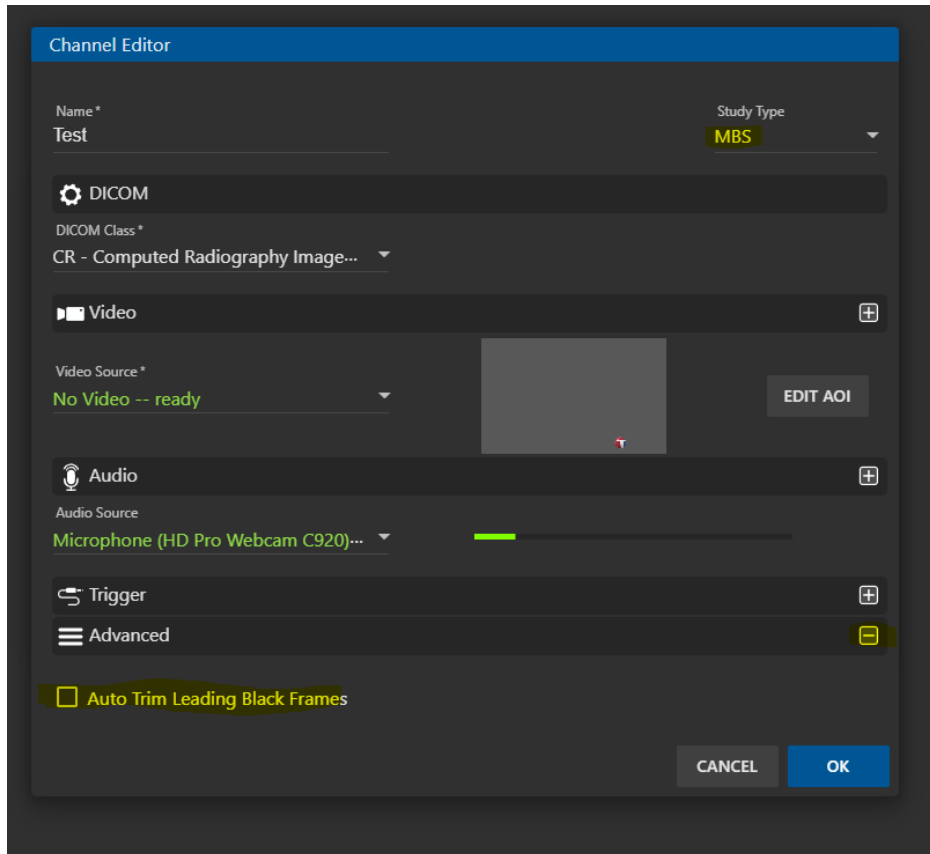 Channel Editor
Name*
Study Type
Test
MBS
DICOM
DICOM Class*
CR - Computed Radiography Image...
Video
Video Source*
No Video -- ready
EDIT AOI
Audio
Audio Source
Microphone (HD Pro Webcam C920)...
Trigger
Advanced
Auto Trim Leading Black Frames
CANCEL
OK